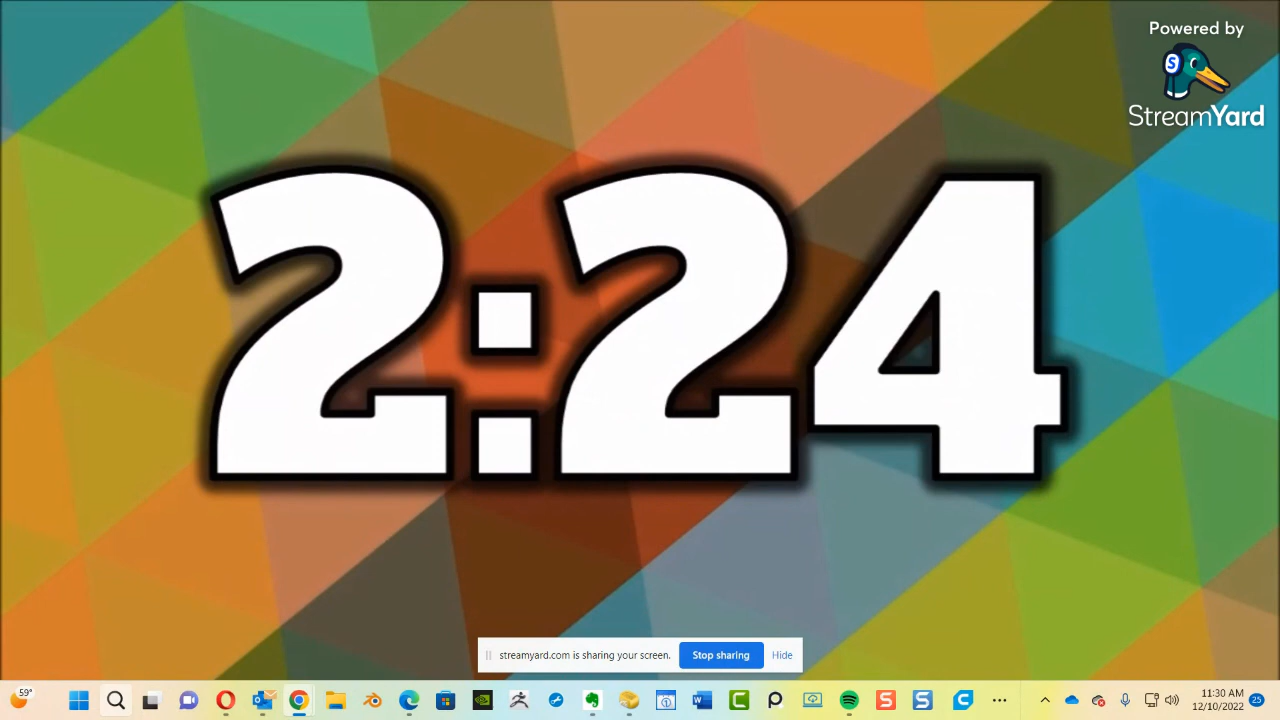 Powered by
S
StreamYard
2:24
streamyard.com is sharing your screen.
Stop sharing
Hide
59°
11:30 AM
12/10/2022
25